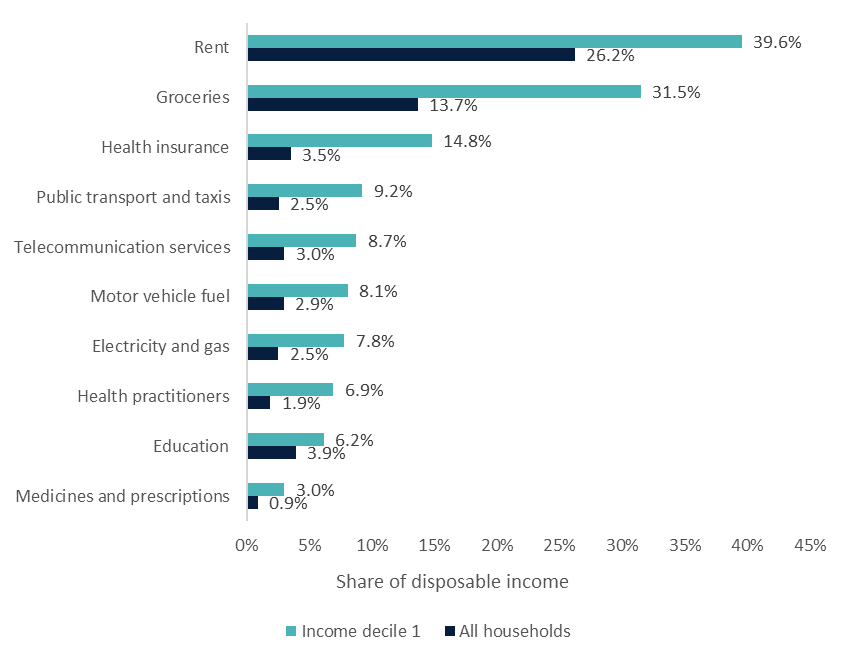 Rent
39.6%
26.2%
Groceries
31.5%
13.7%
Health insurance
14.8%
3.5%
Public transport and taxis
9.2%
2.5%
Telecommunication services
8.7%
3.0%
Motor vehicle fuel
8.1%
2.9%
Electricity and gas
7.8%
2.5%
Health practitioners
6.9%
1.9%
Education
6.2%
3.9%
Medicines and prescriptions
3.0%
0.9%
0% 5% 10% 15% 20% 25% 30% 35% 40% 45%
Share of disposable income
Income decile 1 All households